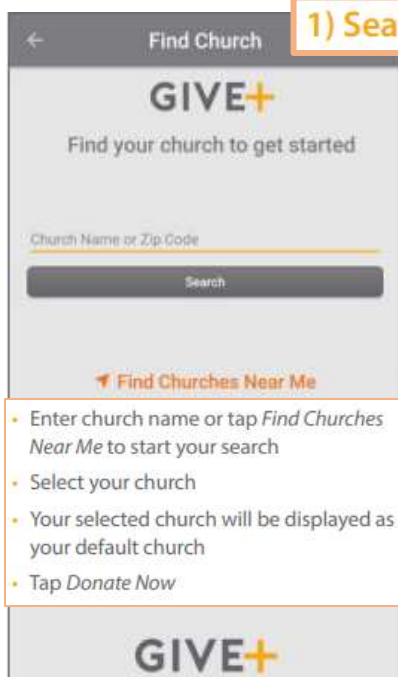 1) Sea
← Find Church
GIVE+
Find your church to get started
Church Name or Zip Code
Search
Find Churches Near Me
• Enter church name or tap Find Churches
Near Me to start your search
• Select your church
• Your selected church will be displayed as
your default church
• Tap Donate Now
GIVE+